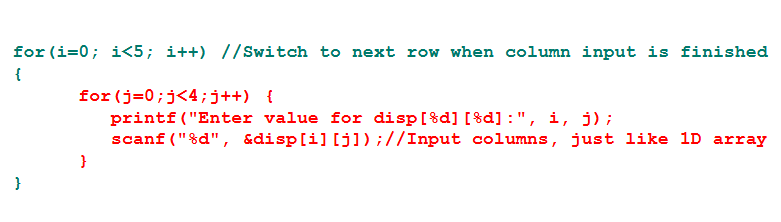 for(i=0; i<5; i++) //Switch to next row when column input is finished
{
for(j=0;j<4;j++) {
printf("Enter value for disp[%d][%d]:", i, j);
scanf("%d", &disp[i][j]);//Input columns, just like 1D array
}
}